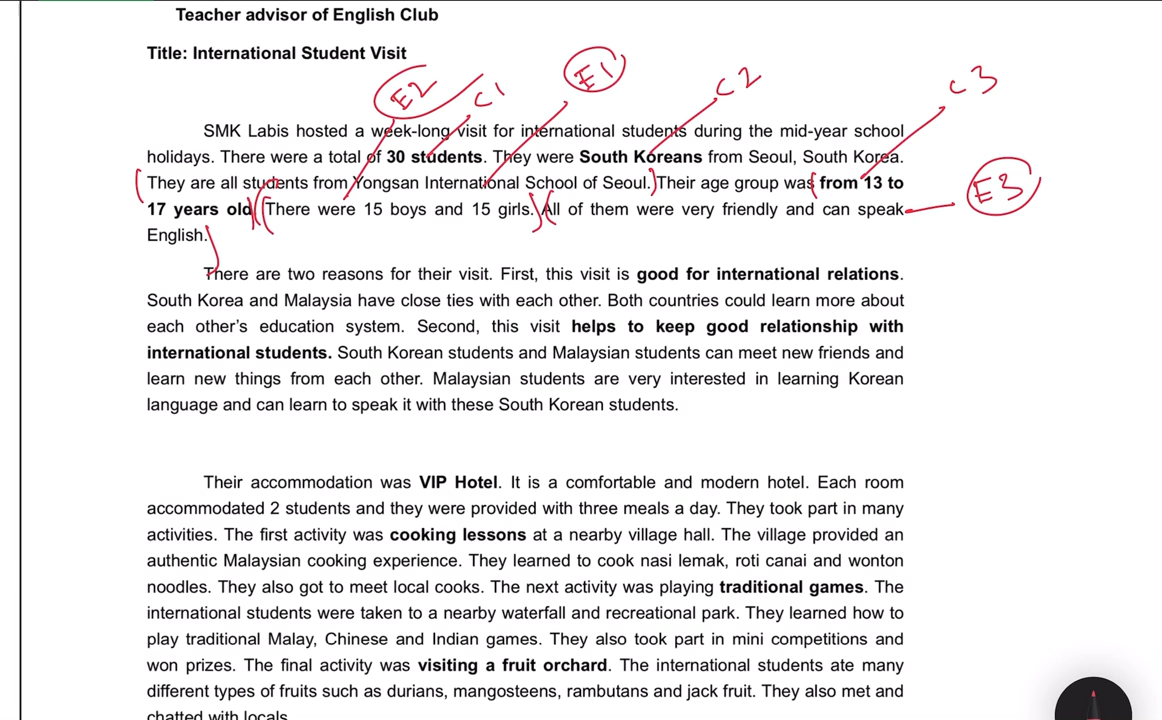 Teacher advisor of English Club
Title: International Student Visit
E2
C1
E1
C2
C3
SMK Labis hosted a week-long visit for international students during the mid-year school
holidays. There were a total of 30 students. They were South Koreans from Seoul, South Korea.
They are all students from Yongsan International School of Seoul. Their age group was from 13 to
17 years old. There were 15 boys and 15 girls. All of them were very friendly and can speak
E3
English.
There are two reasons for their visit. First, this visit is good for international relations.
South Korea and Malaysia have close ties with each other. Both countries could learn more about
each other's education system. Second, this visit helps to keep good relationship with
international students. South Korean students and Malaysian students can meet new friends and
learn new things from each other. Malaysian students are very interested in learning Korean
language and can learn to speak it with these South Korean students.
Their accommodation was VIP Hotel. It is a comfortable and modern hotel. Each room
accommodated 2 students and they were provided with three meals a day. They took part in many
activities. The first activity was cooking lessons at a nearby village hall. The village provided an
authentic Malaysian cooking experience. They learned to cook nasi lemak, roti canai and wonton
noodles. They also got to meet local cooks. The next activity was playing traditional games. The
international students were taken to a nearby waterfall and recreational park. They learned how to
play traditional Malay, Chinese and Indian games. They also took part in mini competitions and
won prizes. The final activity was visiting a fruit orchard. The international students ate many
different types of fruits such as durians, mangosteens, rambutans and jack fruit. They also met and
chatted with locals.